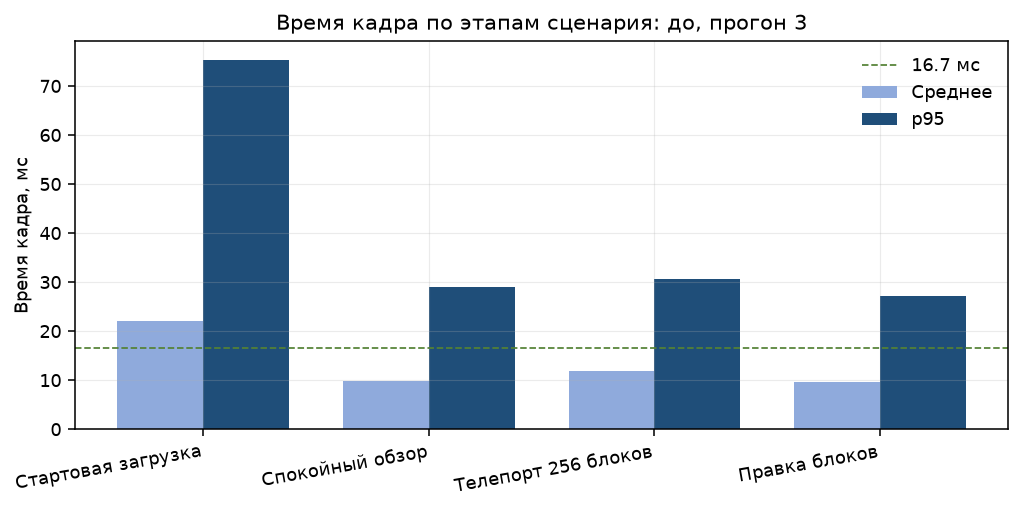 Время кадра по этапам сценария: до, прогон 3
16.7 мс
Среднее
p95
Время кадра, мс
70
60
50
40
30
20
10
0
Стартовая загрузка
Спокойный обзор
Телепорт 256 блоков
Правка блоков